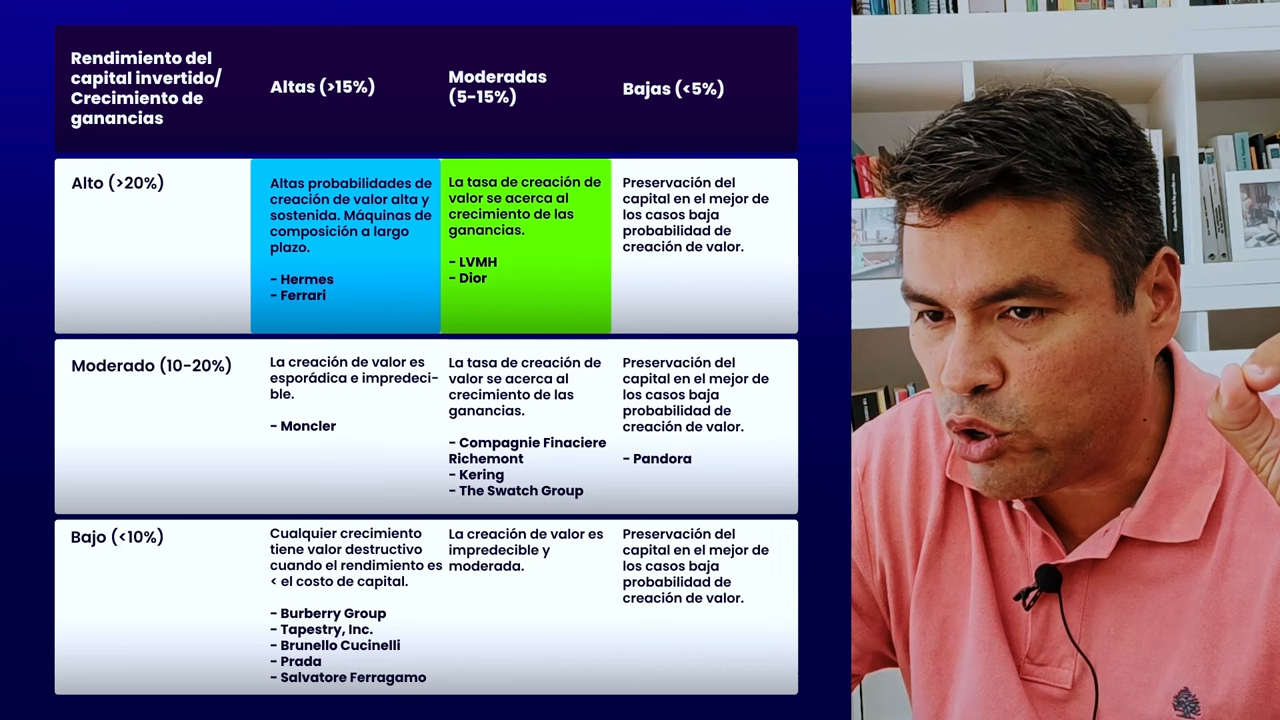 Rendimiento del
capital invertido/
Crecimiento de
ganancias
Altas (>15%)
Moderadas
(5-15%)
Bajas (<5%)
Alto (>20%)
Altas probabilidades de
creación de valor alta y
sostenida. Máquinas de
composición a largo
plazo.
- Hermes
- Ferrari
La tasa de creación de
valor se acerca al
crecimiento de las
ganancias.
- LVMH
- Dior
Preservación del
capital en el mejor de
los casos baja
probabilidad de
creación de valor.
Moderado (10-20%)
La creación de valor es
esporádica e impredeci-
ble.
- Moncler
La tasa de creación de
valor se acerca al
crecimiento de las
ganancias.
- Compagnie Finaciere
Richemont
- Kering
- The Swatch Group
Preservación del
capital en el mejor de
los casos baja
probabilidad de
creación de valor.
- Pandora
Bajo (<10%)
Cualquier crecimiento
tiene valor destructivo
cuando el rendimiento es
< el costo de capital.
- Burberry Group
- Tapestry, Inc.
- Brunello Cucinelli
- Prada
- Salvatore Ferragamo
La creación de valor es
impredecible y
moderada.
Preservación del
capital en el mejor de
los casos baja
probabilidad de
creación de valor.